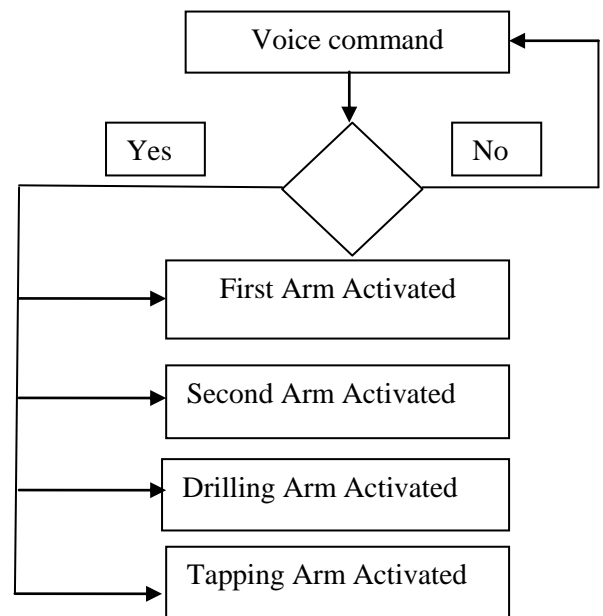 Voice command
Yes
No
First Arm Activated
Second Arm Activated
Drilling Arm Activated
Tapping Arm Activated